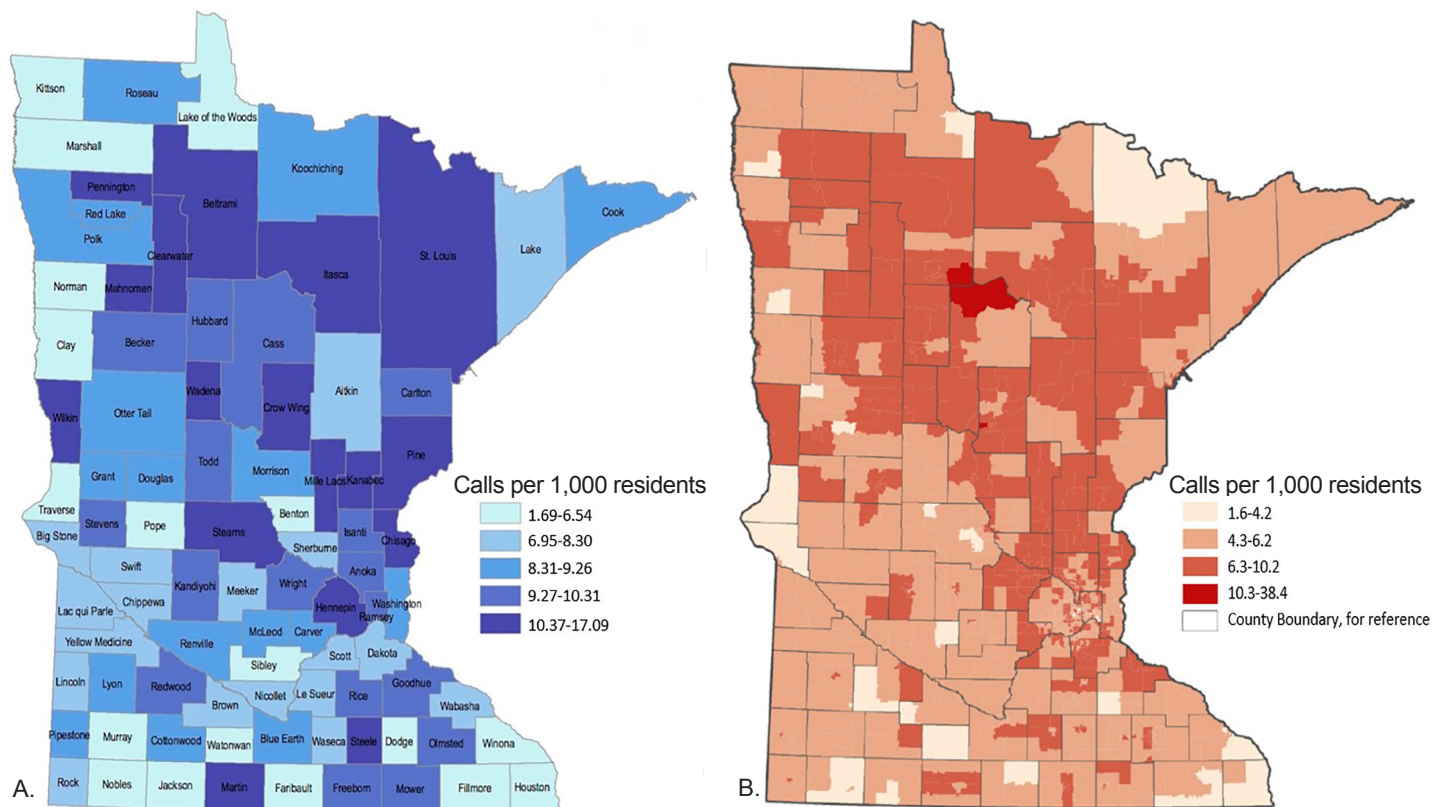 Kittson
Roseau
Lake of the Woods
Marshall
Koochiching
Pennington
Beltrami
Red Lake
Cook
Polk
Clearwater
Lake
St. Louis
Itasca
Norman
Mahnomen
Hubbard
Clay
Becker
Cass
Wadena
Aitkin
Carlton
Wilkin
Otter Tail
Crow Wing
Pine
Todd
Morrison
Mille Lacs
Kanabec
Grant
Douglas
Traverse
Benton
Stevens
Pope
Big Stone
Stearns
Isanti
Chisago
Sherburne
Swift
Anoka
Kandiyohi
Wright
Meeker
Washington
Chippewa
Hennepin
Lac qui Parle
Ramsey
McLeod
Carver
Yellow Medicine
Renville
Dakota
Scott
Sibley
Lincoln
Lyon
Redwood
Nicollet
Le Sueur
Rice
Goodhue
Brown
Wabasha
Pipestone
Murray
Cottonwood
Watonwan
Blue Earth
Waseca
Steele
Dodge
Olmsted
Winona
Rock
Nobles
Jackson
Martin
Faribault
Freeborn
Mower
Fillmore
Houston
Calls per 1,000 residents
1.69-6.54
6.95-8.30
8.31-9.26
9.27-10.31
10.37-17.09
A.
Calls per 1,000 residents
1.6-4.2
4.3-6.2
6.3-10.2
10.3-38.4
County Boundary, for reference
B.